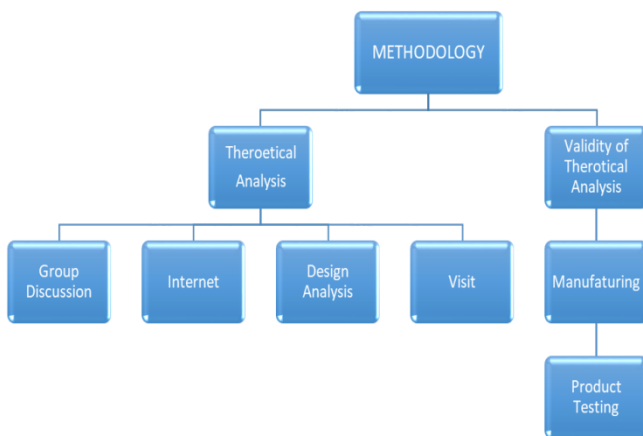 METHODOLOGY
Theroetical
Analysis
Validity of
Therotical
Analysis
Group
Discussion
Internet
Design
Analysis
Visit
Manufaturing
Product
Testing